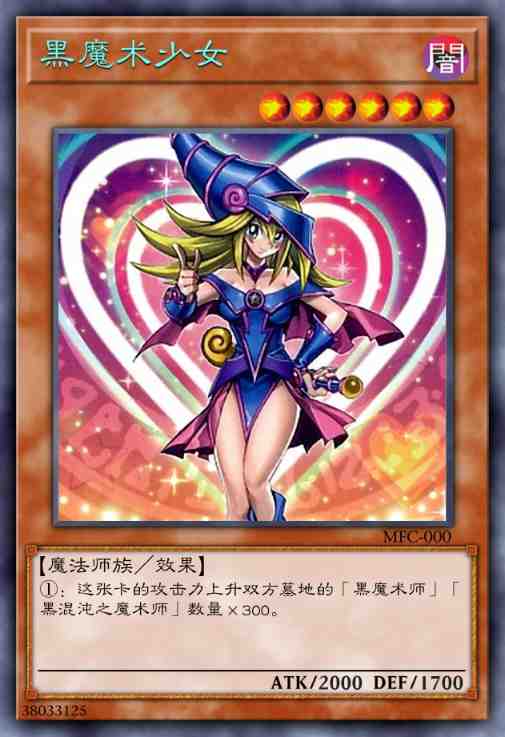 黑魔术少女
闇
MFC-000
【魔法师族／效果】
①：这张卡的攻击力上升双方墓地的「黑魔术师」「
黑混沌之魔术师」数量×300。
ATK/2000 DEF/1700
38033125